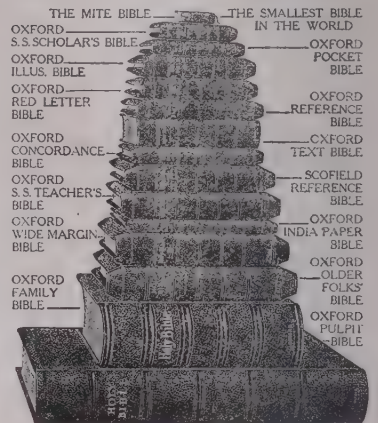 THE MITE BIBLE
THE SMALLEST BIBLE
IN THE WORLD
OXFORD
S.S. SCHOLAR'S BIBLE
OXFORD
POCKET
BIBLE
OXFORD
ILLUS. BIBLE
OXFORD
RED LETTER
BIBLE
OXFORD
REFERENCE
BIBLE
OXFORD
CONCORDANCE
BIBLE
OXFORD
TEXT BIBLE
OXFORD
S.S. TEACHER'S
BIBLE
SCOFIELD
REFERENCE
BIBLE
OXFORD
WIDE MARGIN
BIBLE
OXFORD
INDIA PAPER
BIBLE
OXFORD
OLDER
FOLKS'
BIBLE
OXFORD
FAMILY
BIBLE
OXFORD
PULPIT
BIBLE
HOLY BIBLE
HOLY
BIBLE